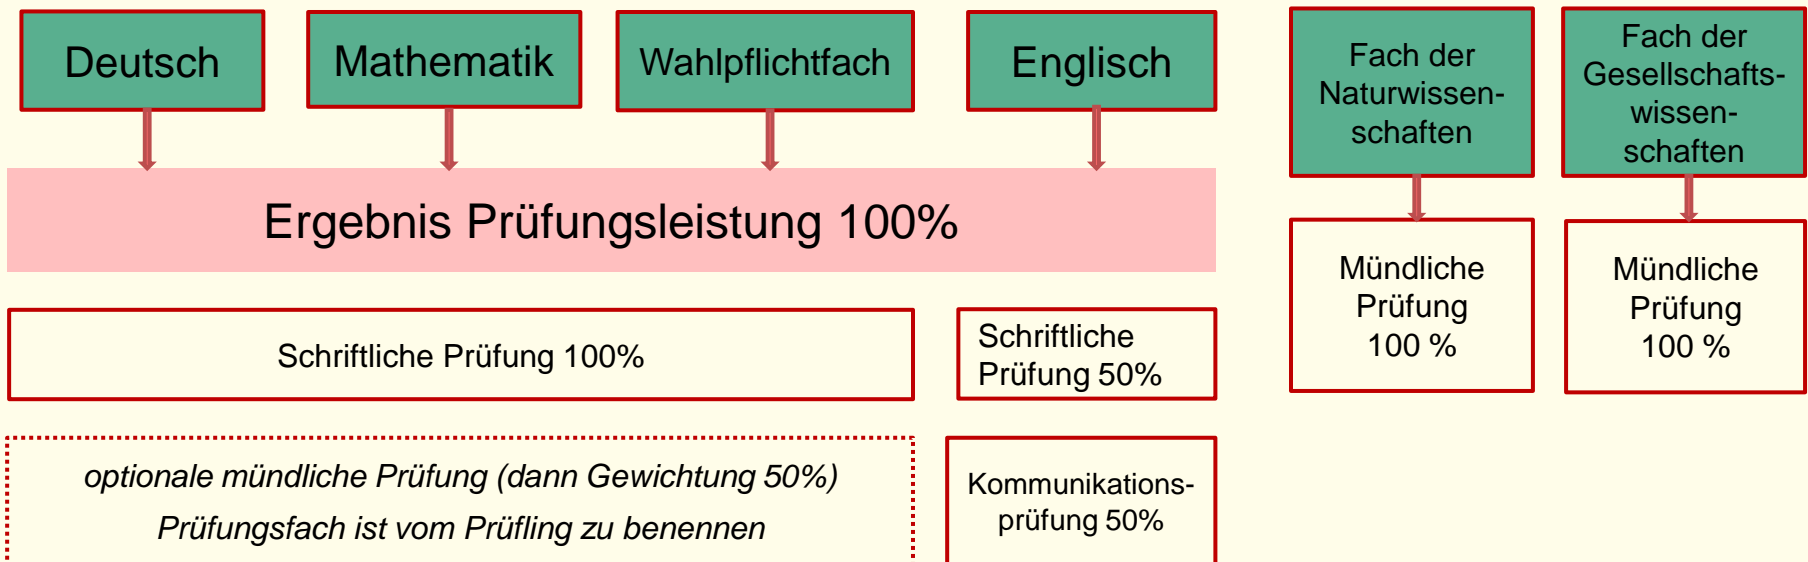 Deutsch
Mathematik
Wahlpflichtfach
Englisch
Fach der
Naturwissen-
schaften
Fach der
Gesellschafts-
wissen-
schaften
Ergebnis Prüfungsleistung 100%
Mündliche
Prüfung
100 %
Mündliche
Prüfung
100 %
Schriftliche Prüfung 100%
Schriftliche
Prüfung 50%
optionale mündliche Prüfung (dann Gewichtung 50%)
Prüfungsfach ist vom Prüfling zu benennen
Kommunikations-
prüfung 50%